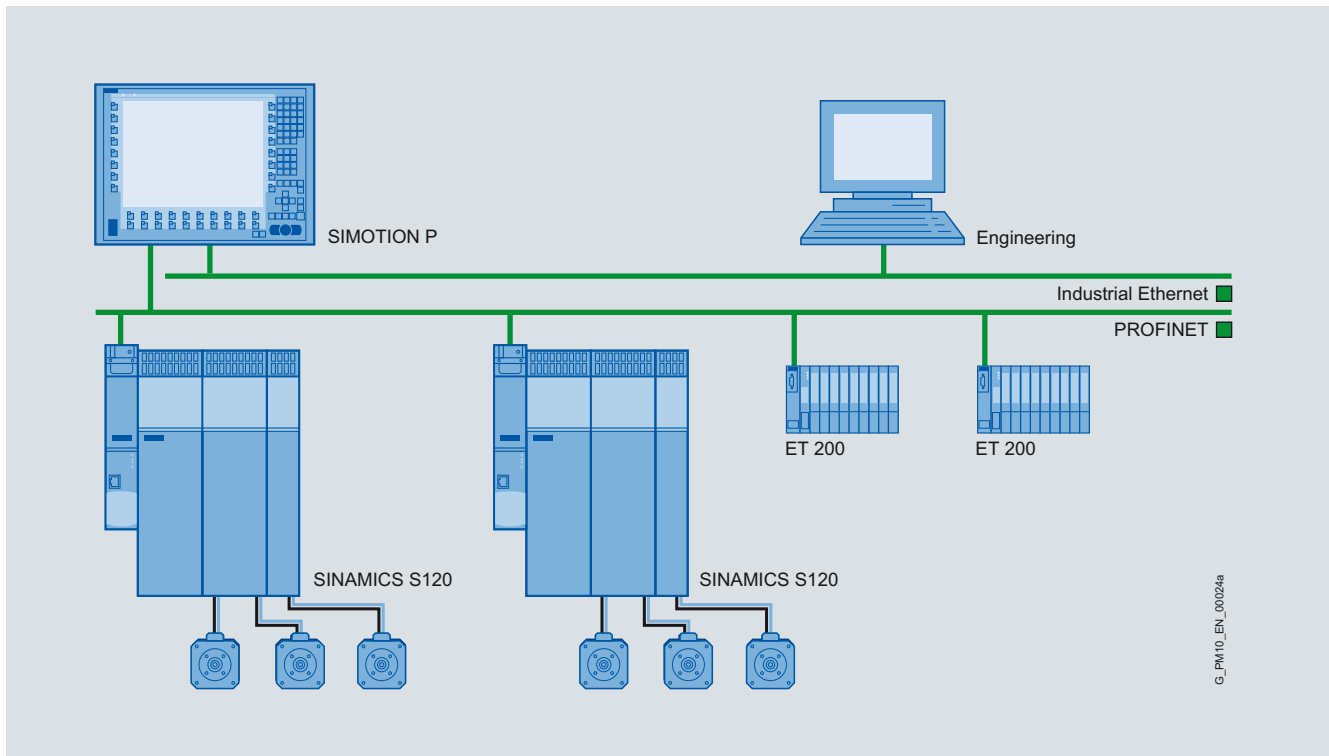 SIMOTION P
Engineering
Industrial Ethernet
PROFINET
ET 200
ET 200
SINAMICS S120
SINAMICS S120
G_PM10_EN_00024a